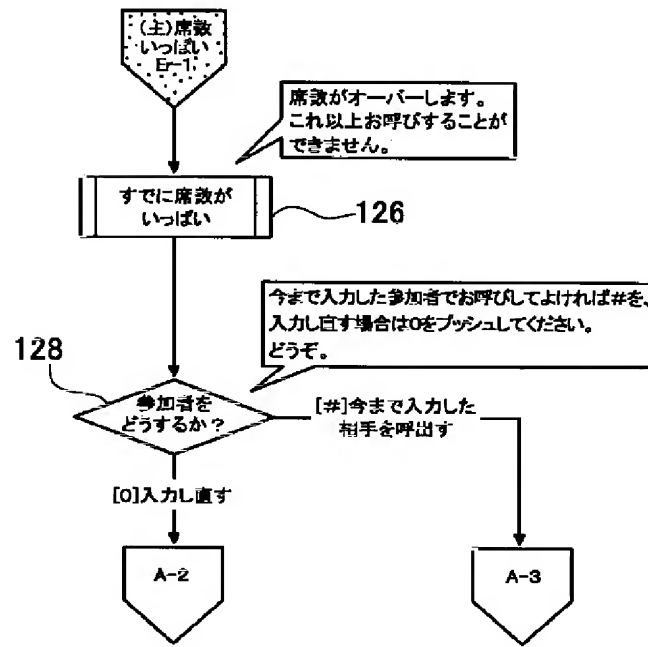 (主)席数
いっぱい
Er-1
席数がオーバーします。
これ以上お呼びすることが
できません。
すでに席数が
いっぱい
126
今まで入力した参加者でお呼びしてよければ#を、
入力し直す場合は0をプッシュしてください。
どうぞ。
128
参加者を
どうするか？
[#]今まで入力した
相手を呼出す
[0]入力し直す
A-2
A-3